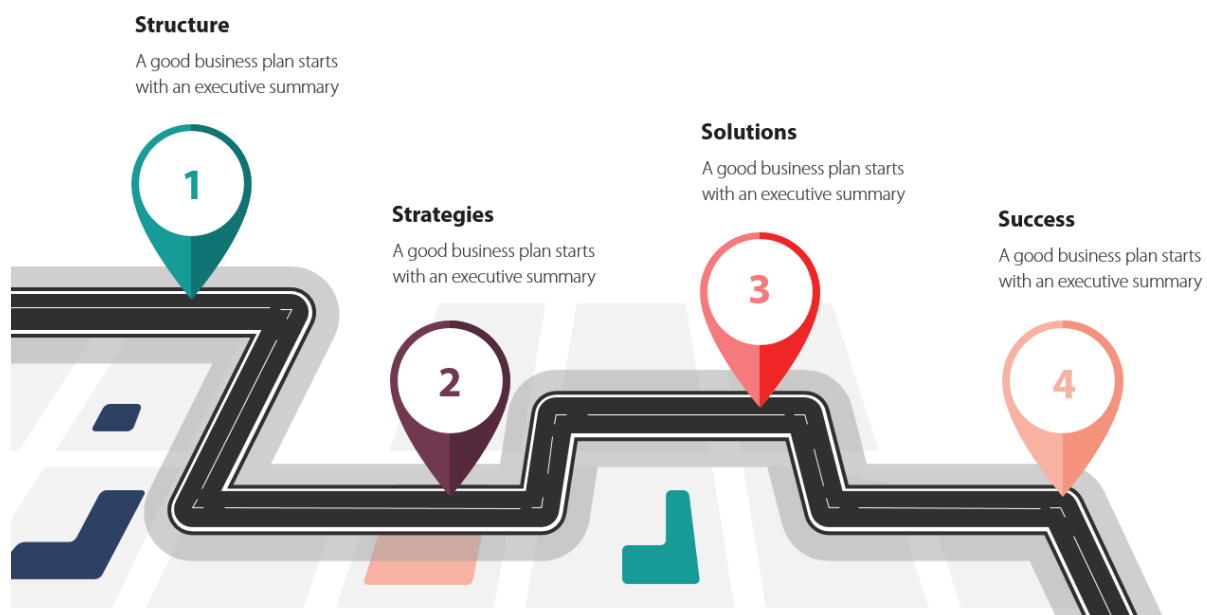 Structure
A good business plan starts
with an executive summary
1
Strategies
A good business plan starts
with an executive summary
2
Solutions
A good business plan starts
with an executive summary
3
Success
A good business plan starts
with an executive summary
4